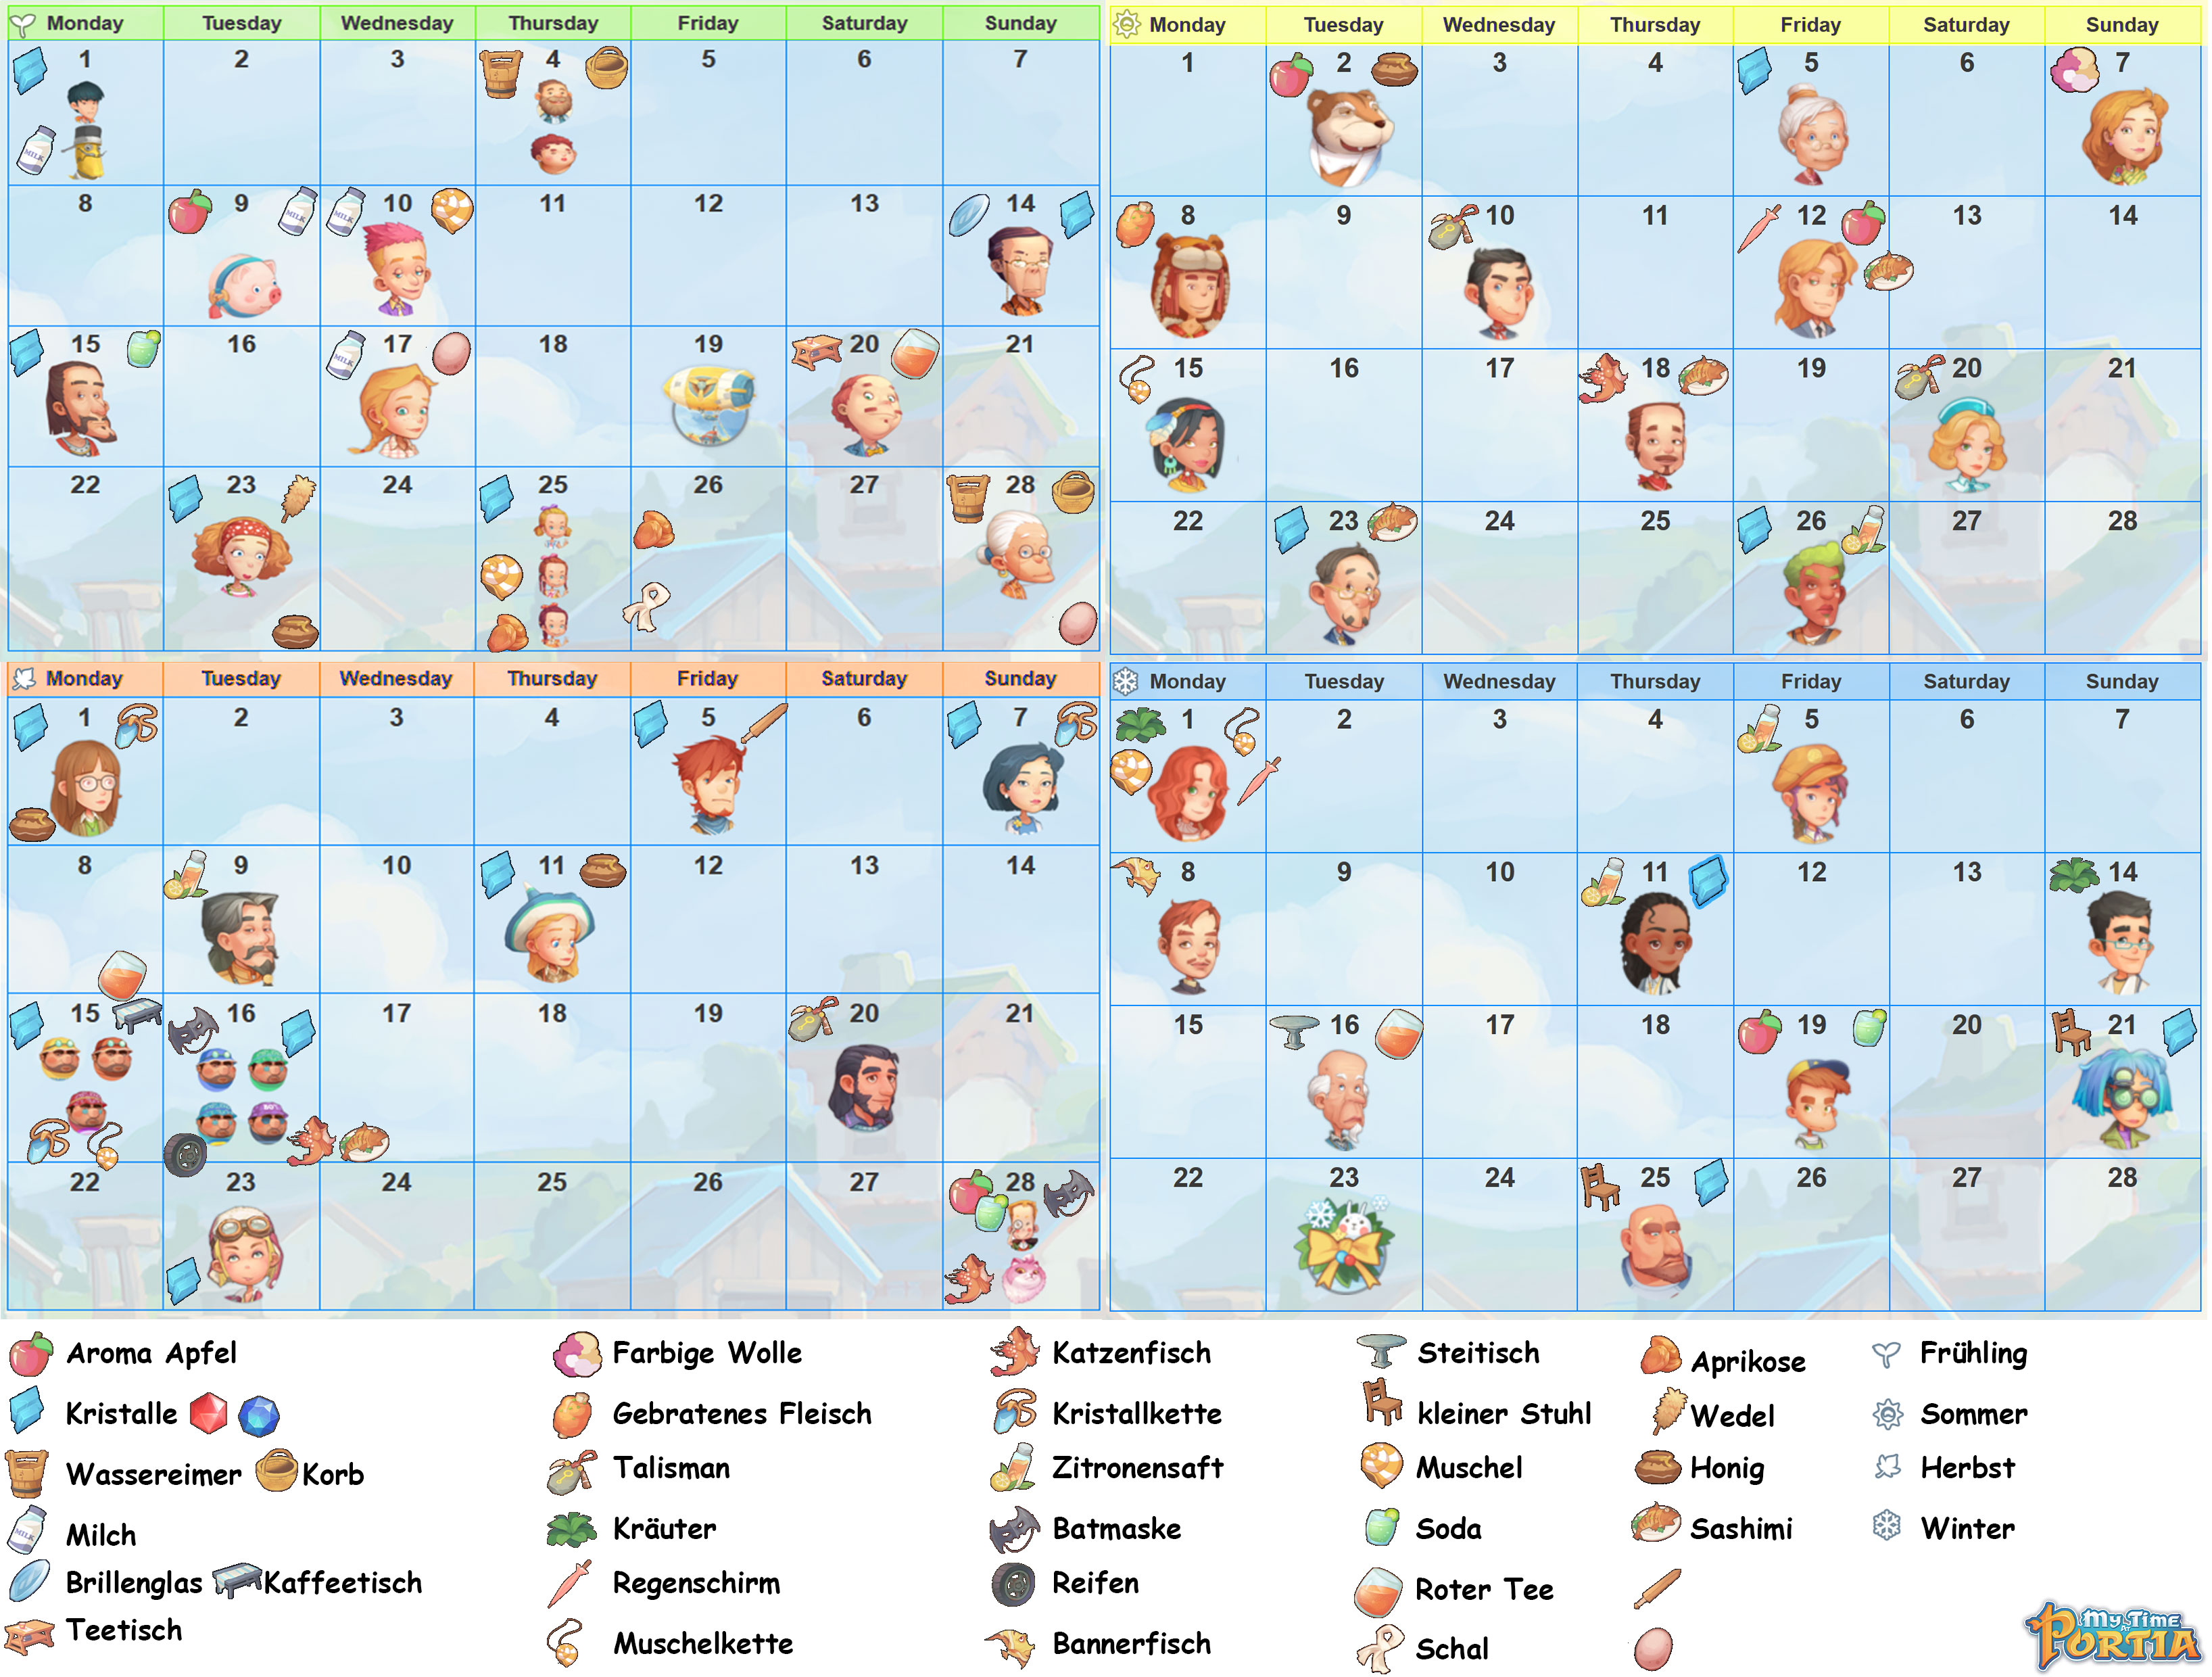 Monday Tuesday Wednesday Thursday Friday Saturday Sunday
1 2 3 4 5 6 7
MILK
8 9 10 11 12 13 14
MILK MILK
15 16 17 18 19 20 21
MILK
22 23 24 25 26 27 28
Monday Tuesday Wednesday Thursday Friday Saturday Sunday
1 2 3 4 5 6 7
8 9 10 11 12 13 14
15 16 17 18 19 20 21
22 23 24 25 26 27 28
Monday Tuesday Wednesday Thursday Friday Saturday Sunday
1 2 3 4 5 6 7
8 9 10 11 12 13 14
15 16 17 18 19 20 21
22 23 24 25 26 27 28
Monday Tuesday Wednesday Thursday Friday Saturday Sunday
1 2 3 4 5 6 7
8 9 10 11 12 13 14
15 16 17 18 19 20 21
22 23 24 25 26 27 28
Aroma Apfel
Kristalle
Wassereimer Korb
MILK Milch
Brillenglas Kaffeetisch
Teetisch
Farbige Wolle
Gebratenes Fleisch
Talisman
Kräuter
Regenschirm
Muschelkette
Katzenfisch
Kristallkette
Zitronensaft
Batmaske
Reifen
Bannerfisch
Steitisch
kleiner Stuhl
Muschel
Soda
Roter Tee
Schal
Aprikose
Wedel
Honig
Sashimi
Frühling
Sommer
Herbst
Winter
My Time
AT
PORTIA